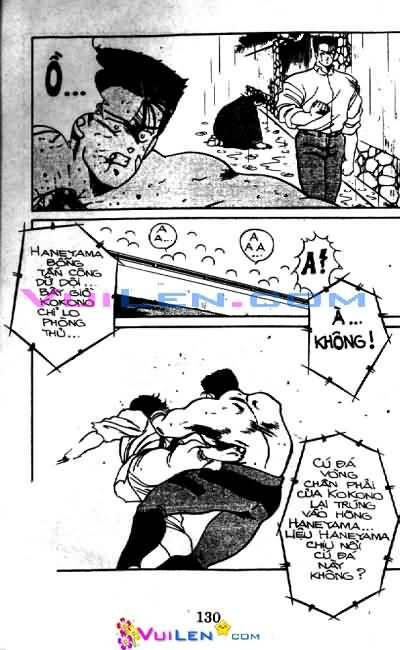 Ồ...
HANEYAMA
BỖNG
TẤN CÔNG
DỮ DỘI...
BÂY GIỜ
KOKONO
CHỈ LO
PHÒNG
THỦ...
A
A...
A
A A...
A!
À...
KHÔNG!
VUILEN.COM
CÚ ĐÁ
VÒNG
CHÂN PHẢI
CỦA KOKONO
LẠI TRÚNG
VÀO HÔNG
HANEYAMA...
LIỆU HANEYAMA
CHỊU NỔI
CÚ ĐÁ
NẦY
KHÔNG?
130
VUILEN.COM